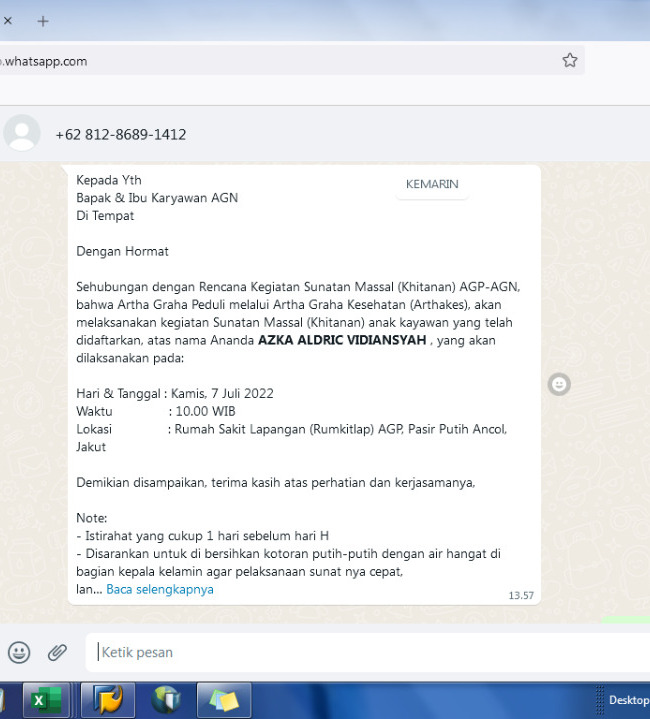 .whatsapp.com
+62 812-8689-1412
KEMARIN
Kepada Yth
Bapak & Ibu Karyawan AGN
Di Tempat
Dengan Hormat
Sehubungan dengan Rencana Kegiatan Sunatan Massal (Khitanan) AGP-AGN,
bahwa Artha Graha Peduli melalui Artha Graha Kesehatan (Arthakes), akan
melaksanakan kegiatan Sunatan Massal (Khitanan) anak kayawan yang telah
didaftarkan, atas nama Ananda AZKA ALDRIC VIDIANSYAH , yang akan
dilaksanakan pada:
Hari & Tanggal : Kamis, 7 Juli 2022
Waktu : 10.00 WIB
Lokasi : Rumah Sakit Lapangan (Rumkitlap) AGP, Pasir Putih Ancol,
Jakut
Demikian disampaikan, terima kasih atas perhatian dan kerjasamanya,
Note:
- Istirahat yang cukup 1 hari sebelum hari H
- Disarankan untuk di bersihkan kotoran putih-putih dengan air hangat di
bagian kepala kelamin agar pelaksanaan sunat nya cepat,
lan... Baca selengkapnya
13.57
Ketik pesan
Desktop